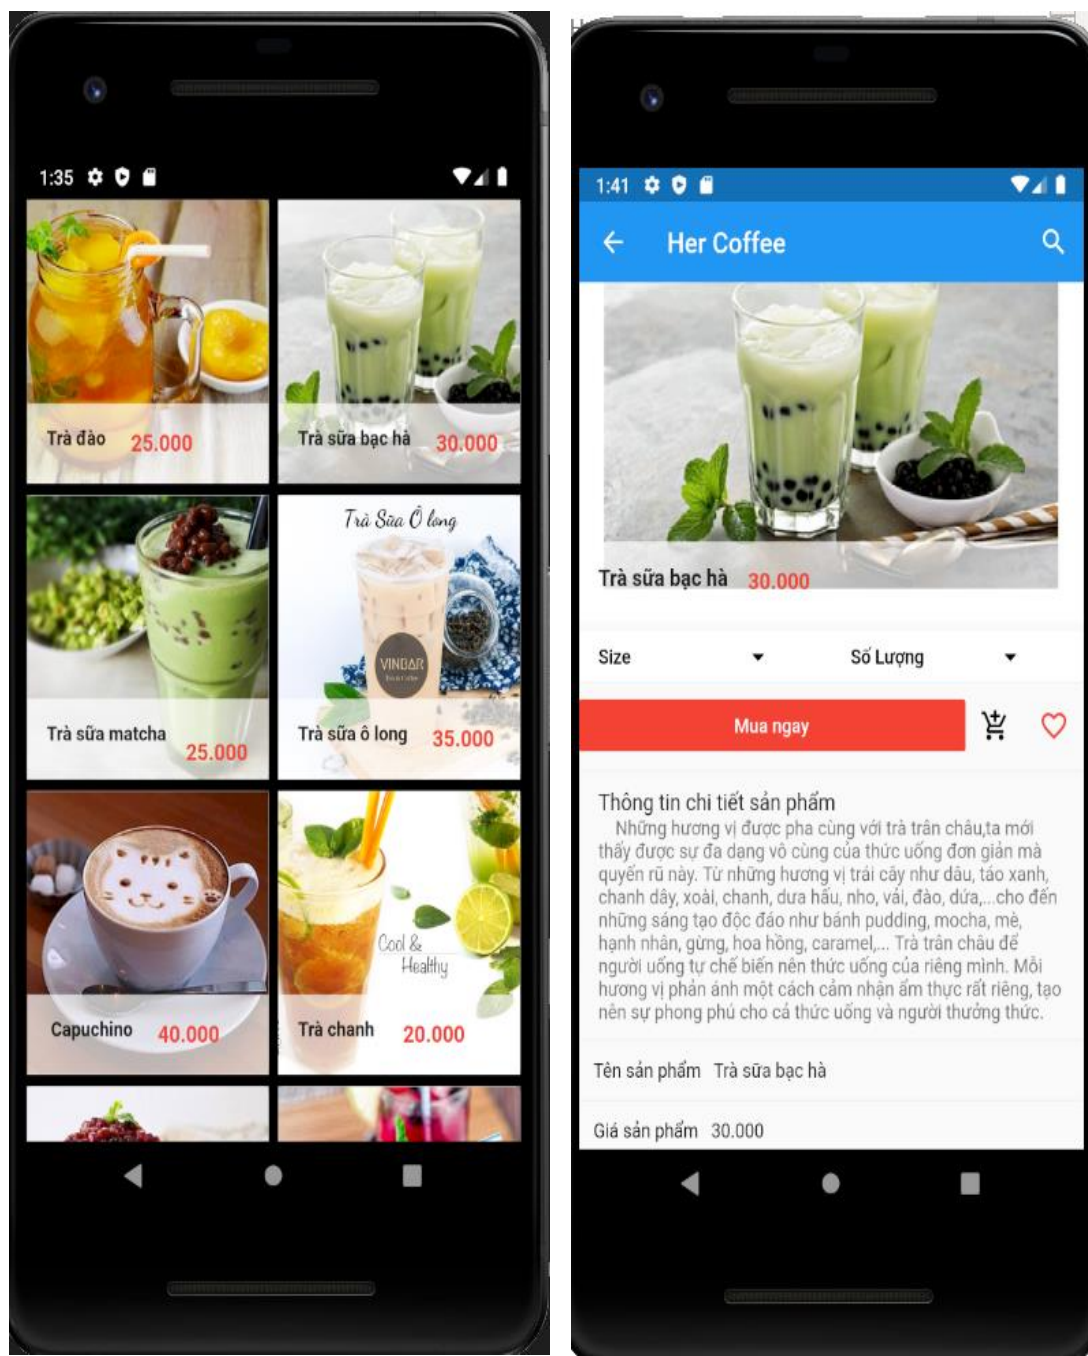 1:35
Trà đào 25.000
Trà sữa bạc hà 30.000
Trà Sữa Ô long
VINBAR
Trà sữa matcha 25.000
Trà sữa ô long 35.000
Cool &
Healthy
Capuchino 40.000
Trà chanh 20.000
1:41
Her Coffee
Trà sữa bạc hà 30.000
Size Số Lượng
Mua ngay
Thông tin chi tiết sản phẩm
Những hương vị được pha cùng với trà trân châu,ta mới
thấy được sự đa dạng vô cùng của thức uống đơn giản mà
quyến rũ này. Từ những hương vị trái cây như dâu, táo xanh,
chanh dây, xoài, chanh, dưa hấu, nho, vải, đào, dứa,...cho đến
những sáng tạo độc đáo như bánh pudding, mocha, mè,
hạnh nhân, gừng, hoa hồng, caramel,... Trà trân châu để
người uống tự chế biến nên thức uống của riêng mình. Mỗi
hương vị phản ánh một cách cảm nhận ẩm thực rất riêng, tạo
nên sự phong phú cho cả thức uống và người thưởng thức.
Tên sản phẩm Trà sữa bạc hà
Giá sản phẩm 30.000